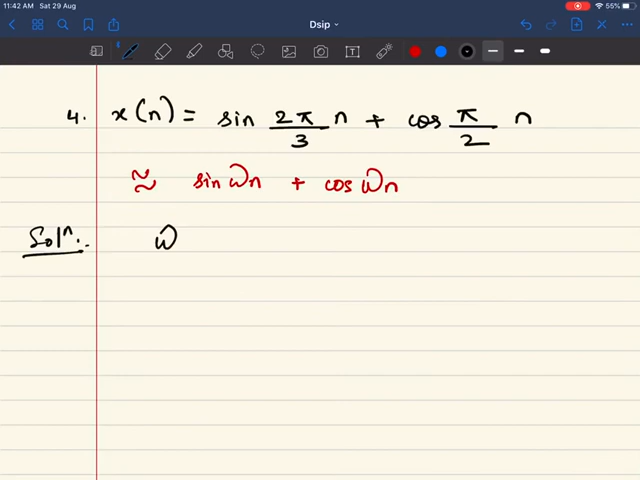 11:42 AM Sat 29 Aug 55%
Dsip
4. x(n) = sin 2π/3 n + cos π/2 n
≈ sin ωn + cos ωn
Solⁿ:.
ω